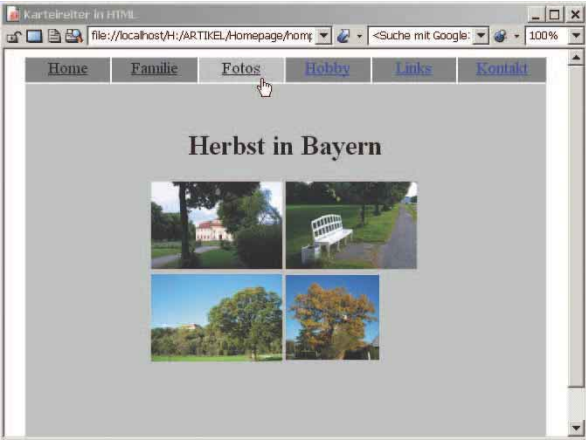 Karteireiter in HTML
file://localhost/H:/ARTIKEL/Homepage/home <Suche mit Google: 100%
Home Familie Fotos Hobby Links Kontakt
Herbst in Bayern